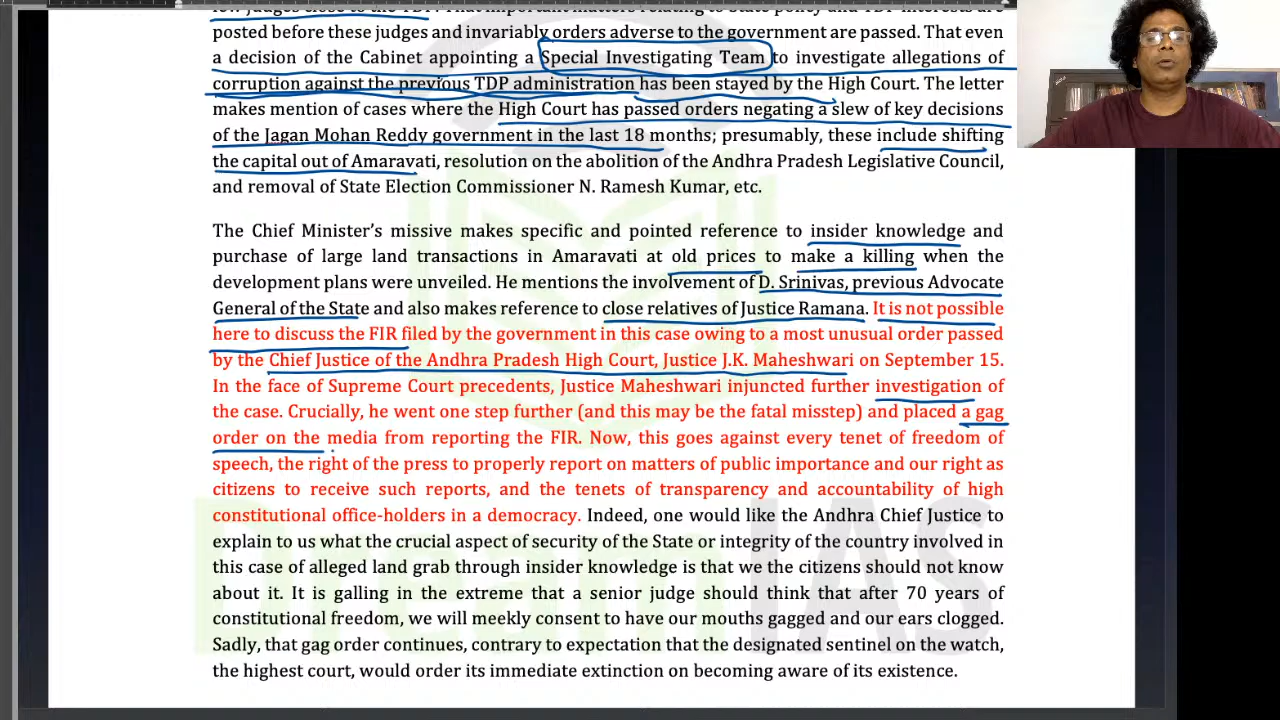 few judges close to the TDP. That important matters relating to State policy and TDP interests are
posted before these judges and invariably orders adverse to the government are passed. That even
a decision of the Cabinet appointing a Special Investigating Team to investigate allegations of
corruption against the previous TDP administration has been stayed by the High Court. The letter
makes mention of cases where the High Court has passed orders negating a slew of key decisions
of the Jagan Mohan Reddy government in the last 18 months; presumably, these include shifting
the capital out of Amaravati, resolution on the abolition of the Andhra Pradesh Legislative Council,
and removal of State Election Commissioner N. Ramesh Kumar, etc.
The Chief Minister’s missive makes specific and pointed reference to insider knowledge and
purchase of large land transactions in Amaravati at old prices to make a killing when the
development plans were unveiled. He mentions the involvement of D. Srinivas, previous Advocate
General of the State and also makes reference to close relatives of Justice Ramana. It is not possible
here to discuss the FIR filed by the government in this case owing to a most unusual order passed
by the Chief Justice of the Andhra Pradesh High Court, Justice J.K. Maheshwari on September 15.
In the face of Supreme Court precedents, Justice Maheshwari injuncted further investigation of
the case. Crucially, he went one step further (and this may be the fatal misstep) and placed a gag
order on the media from reporting the FIR. Now, this goes against every tenet of freedom of
speech, the right of the press to properly report on matters of public importance and our right as
citizens to receive such reports, and the tenets of transparency and accountability of high
constitutional office-holders in a democracy. Indeed, one would like the Andhra Chief Justice to
explain to us what the crucial aspect of security of the State or integrity of the country involved in
this case of alleged land grab through insider knowledge is that we the citizens should not know
about it. It is galling in the extreme that a senior judge should think that after 70 years of
constitutional freedom, we will meekly consent to have our mouths gagged and our ears clogged.
Sadly, that gag order continues, contrary to expectation that the designated sentinel on the watch,
the highest court, would order its immediate extinction on becoming aware of its existence.
DreamIAS